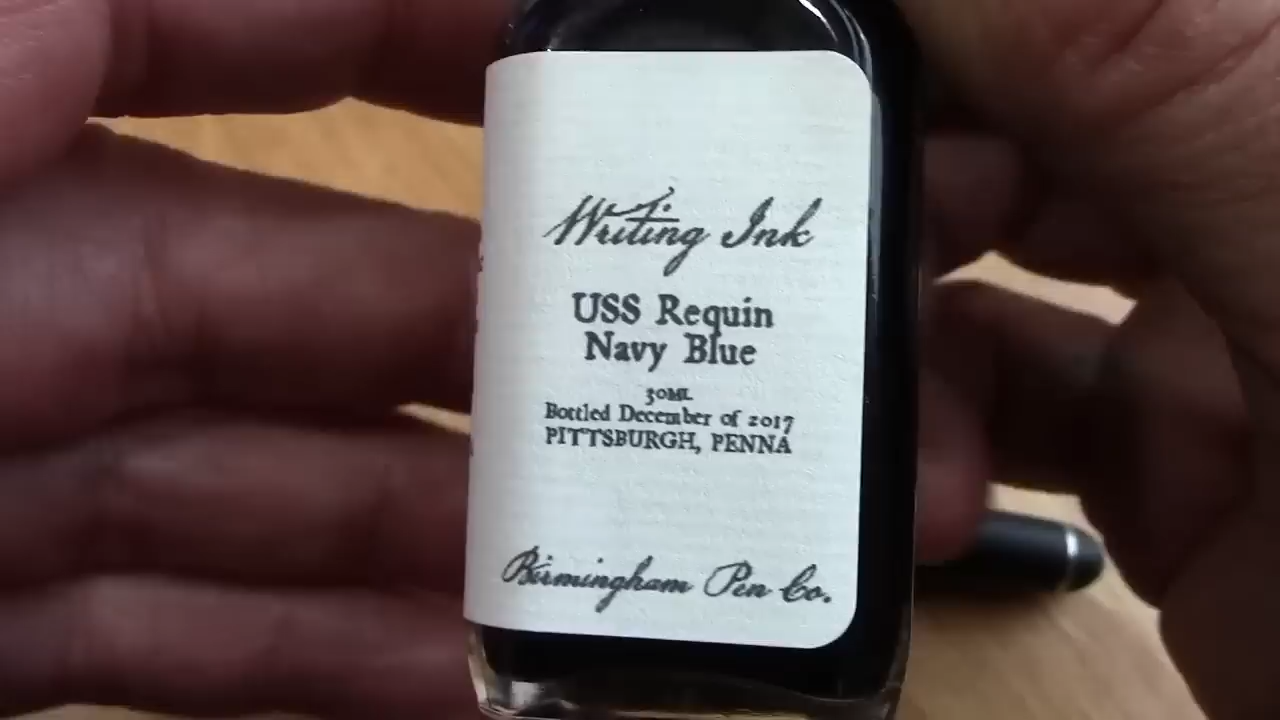 Writing Ink
USS Requin
Navy Blue
30ML
Bottled December of 2017
PITTSBURGH, PENNA
Birmingham Pen Co.